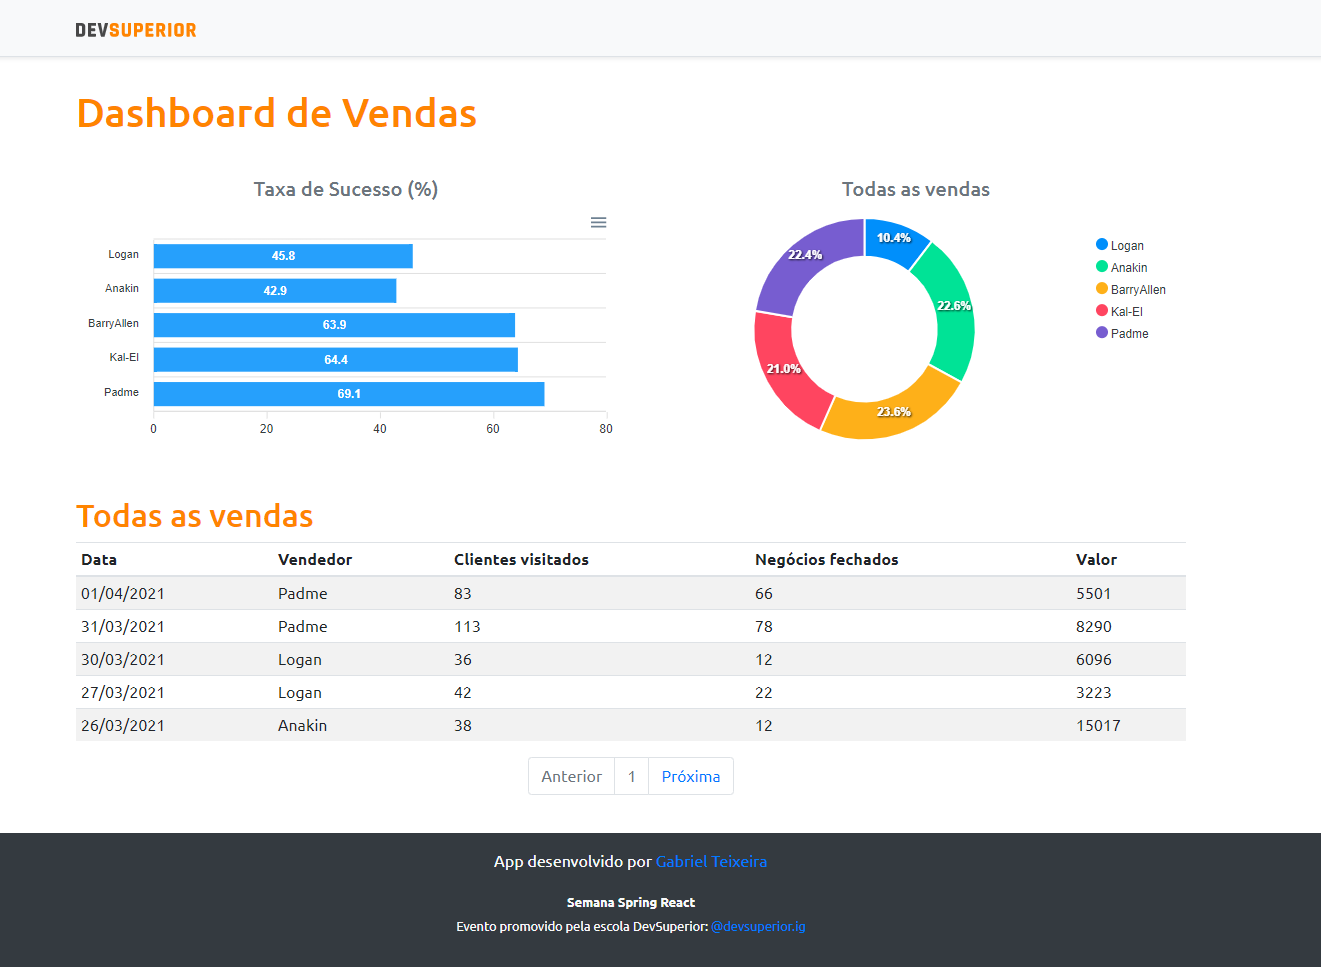 DEVSUPERIOR
Dashboard de Vendas
Taxa de Sucesso (%)
Logan 45.8
Anakin 42.9
BarryAllen 63.9
Kal-El 64.4
Padme 69.1
0 20 40 60 80
Todas as vendas
10.4%
22.4%
22.6%
21.0%
23.6%
Logan
Anakin
BarryAllen
Kal-El
Padme
Todas as vendas
Data Vendedor Clientes visitados Negócios fechados Valor
01/04/2021 Padme 83 66 5501
31/03/2021 Padme 113 78 8290
30/03/2021 Logan 36 12 6096
27/03/2021 Logan 42 22 3223
26/03/2021 Anakin 38 12 15017
Anterior 1 Próxima
App desenvolvido por Gabriel Teixeira
Semana Spring React
Evento promovido pela escola DevSuperior: @devsuperior.ig